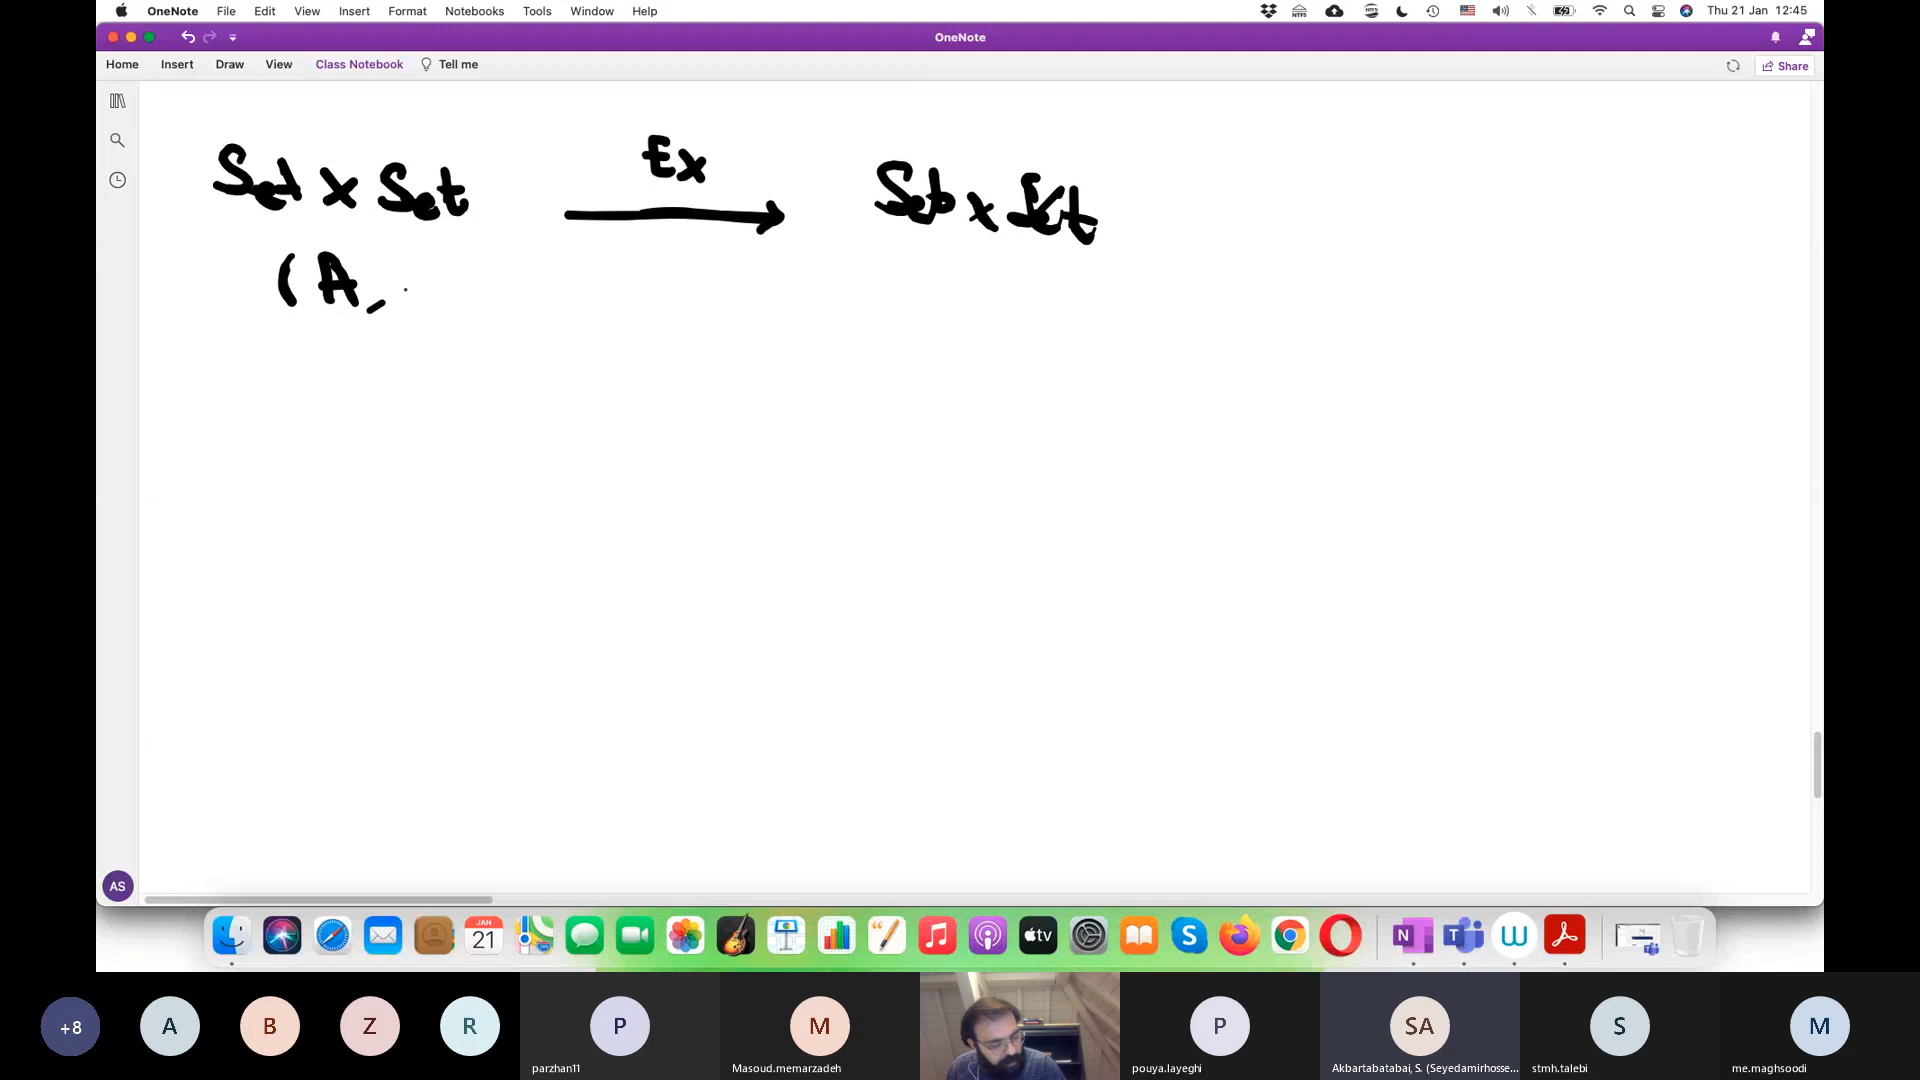 OneNote File Edit View Insert Format Notebooks Tools Window Help Thu 21 Jan 12:45
OneNote
Home Insert Draw View Class Notebook Tell me Share
Ex
Set x Set Set x Set
(A,
AS
JAN
21
tv
+8 A B Z R P M P SA S M
parzhan11 Masoud.memarzadeh pouya.layeghi Akbartabatabai, S. (Seyedamirhosse... stmh.talebi me.maghsoodi